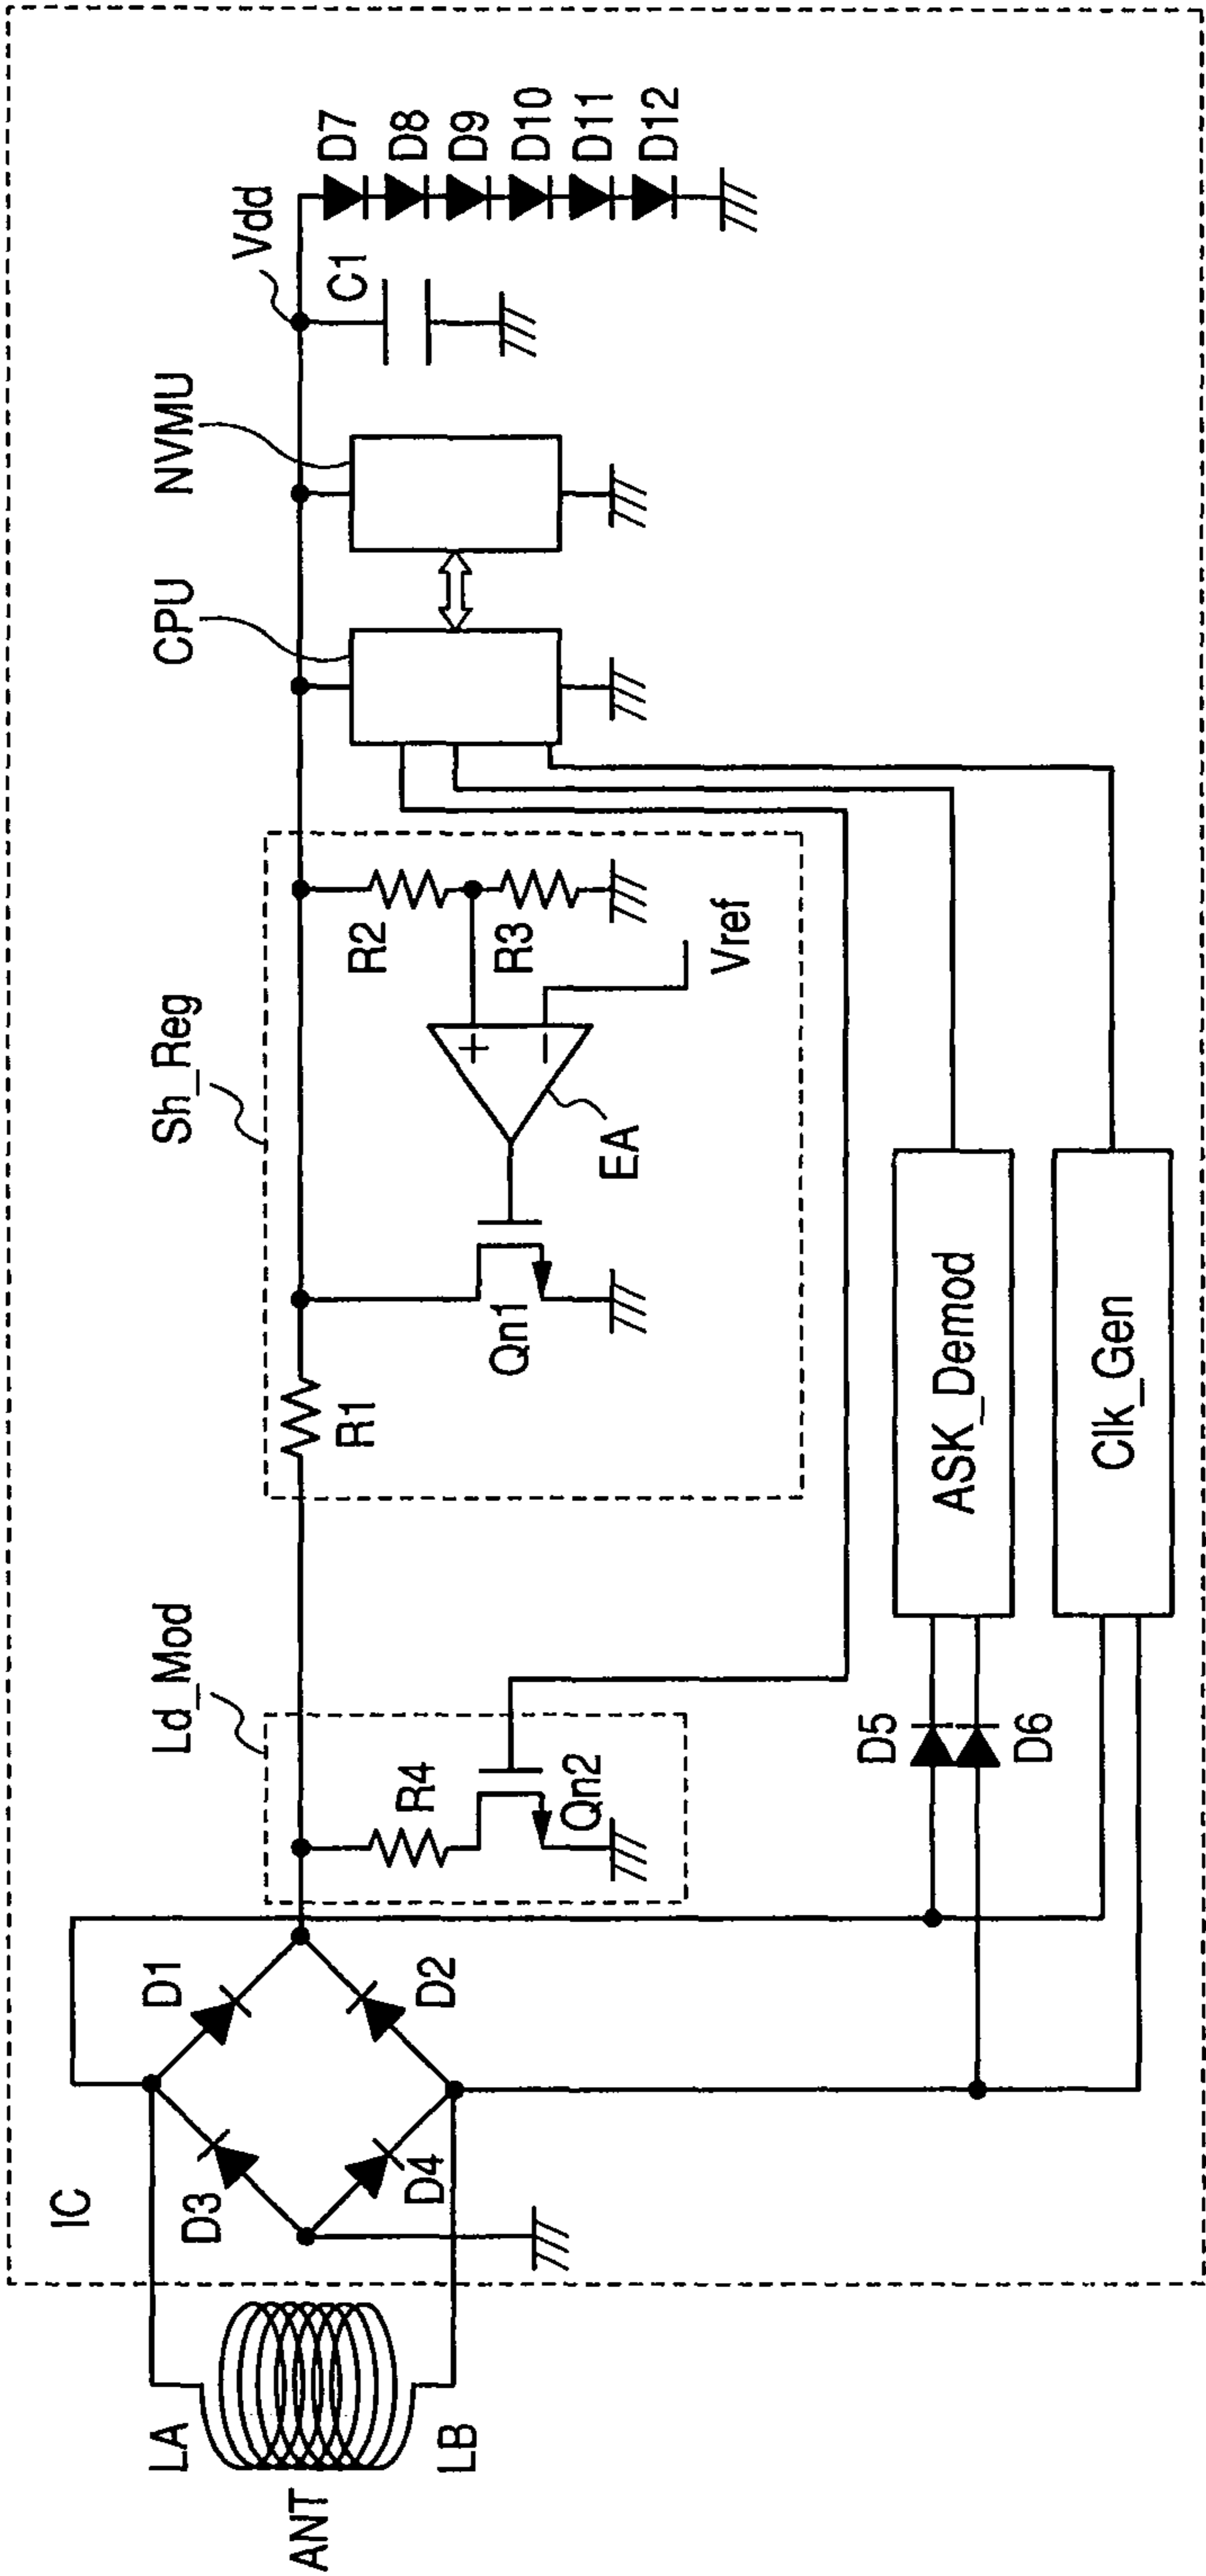 IC
ANT
LA
LB
D1
D2
D3
D4
Ld_Mod
R4
Qn2
Sh_Reg
R1
Qn1
EA
+
−
R2
R3
Vref
CPU
NVMU
Vdd
C1
D7
D8
D9
D10
D11
D12
D5
D6
ASK_Demod
Clk_Gen